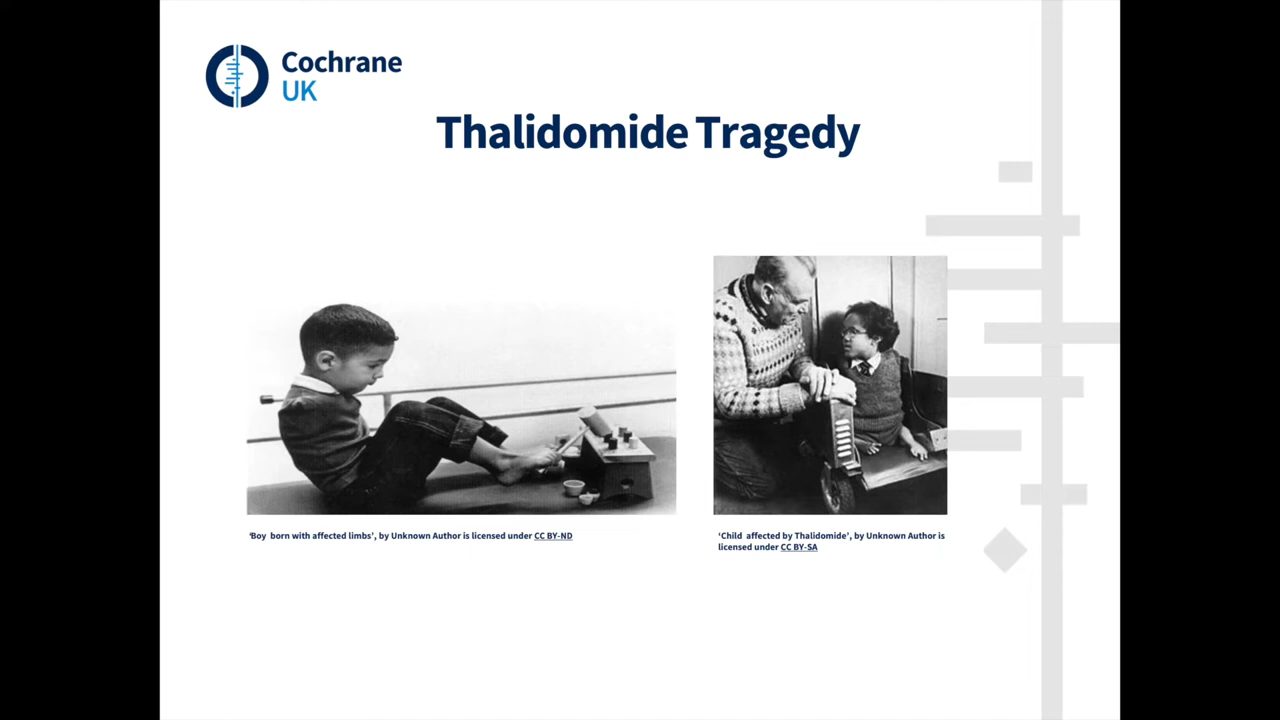 Cochrane
UK
Thalidomide Tragedy
‘Boy born with affected limbs’, by Unknown Author is licensed under CC BY-ND
‘Child affected by Thalidomide’, by Unknown Author is
licensed under CC BY-SA